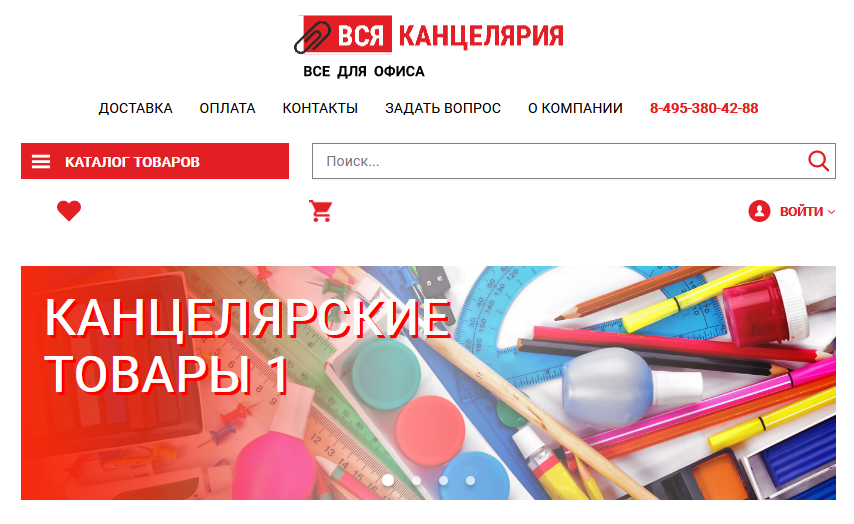 ВСЯ КАНЦЕЛЯРИЯ
ВСЕ ДЛЯ ОФИСА
ДОСТАВКА ОПЛАТА КОНТАКТЫ ЗАДАТЬ ВОПРОС О КОМПАНИИ 8-495-380-42-88
КАТАЛОГ ТОВАРОВ Поиск...
ВОЙТИ
КАНЦЕЛЯРСКИЕ
ТОВАРЫ 1